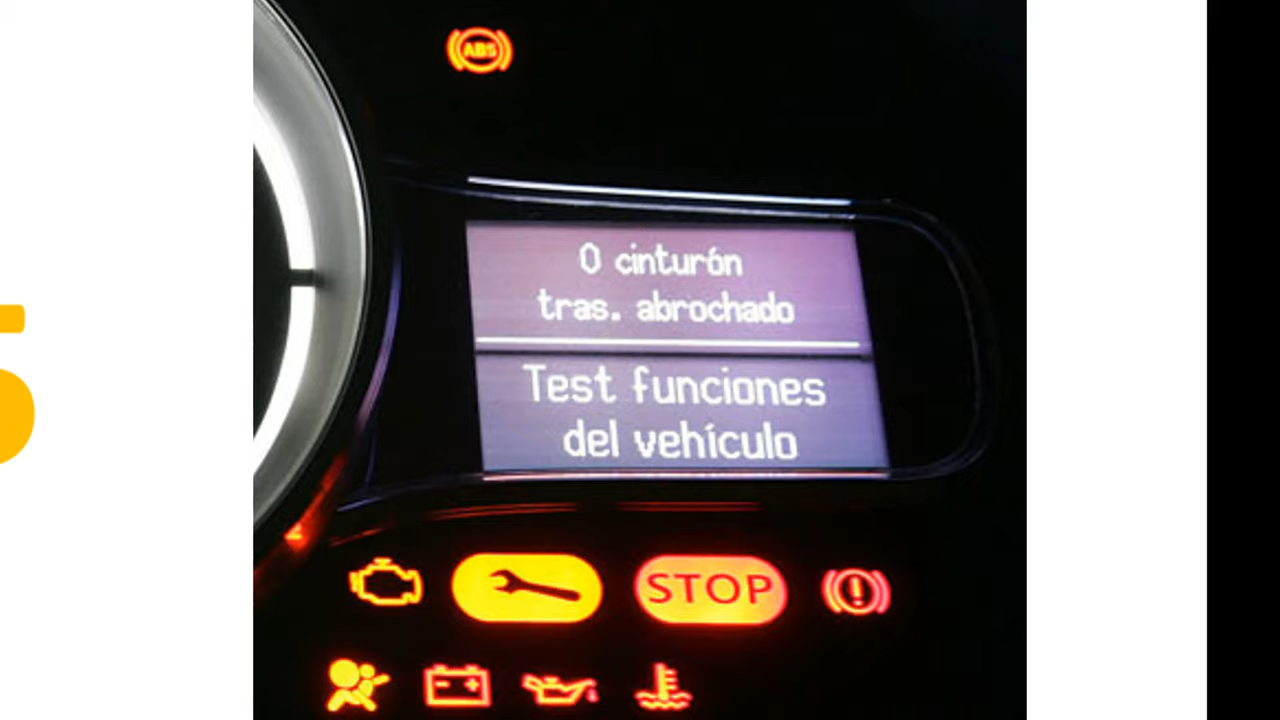 ABS
0 cinturón
tras. abrochado
Test funciones
del vehículo
STOP